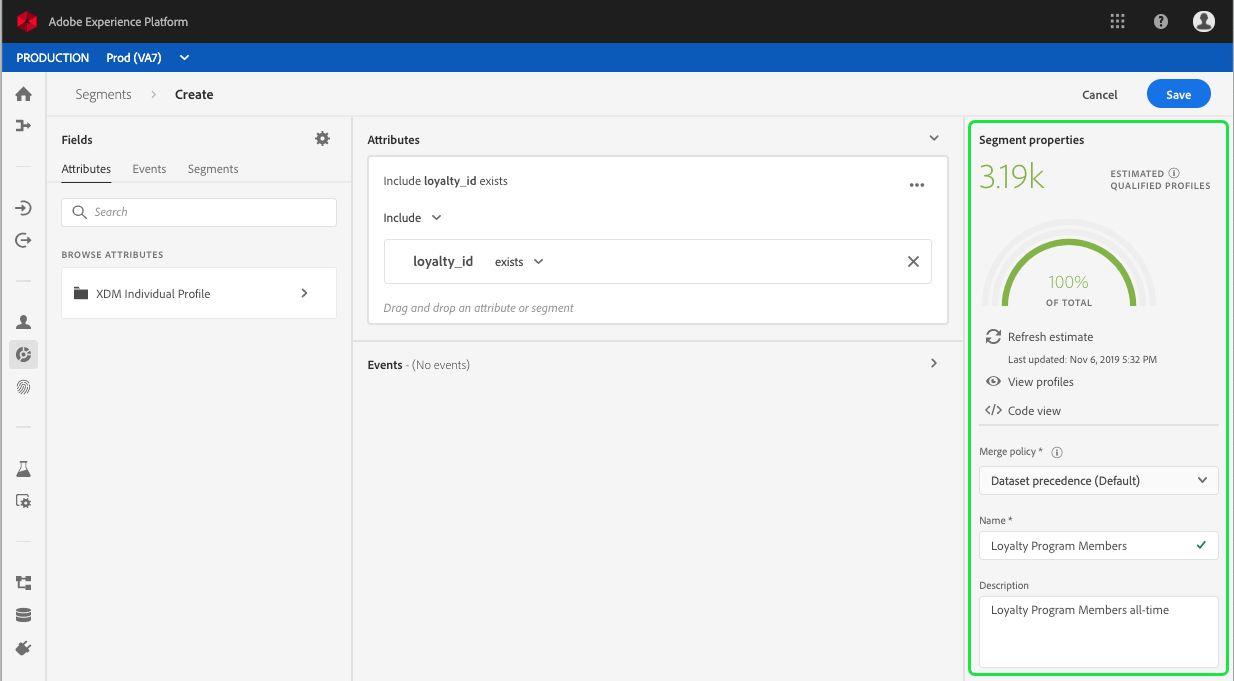 Adobe Experience Platform
PRODUCTION Prod (VA7)
Segments > Create
Cancel
Save
Fields
Attributes Events Segments
Search
BROWSE ATTRIBUTES
XDM Individual Profile
Attributes
Include loyalty_id exists
Include
loyalty_id exists
Drag and drop an attribute or segment
Events - (No events)
Segment properties
3.19k
ESTIMATED
QUALIFIED PROFILES
100%
OF TOTAL
Refresh estimate
Last updated: Nov 6, 2019 5:32 PM
View profiles
</> Code view
Merge policy *
Dataset precedence (Default)
Name *
Loyalty Program Members
Description
Loyalty Program Members all-time